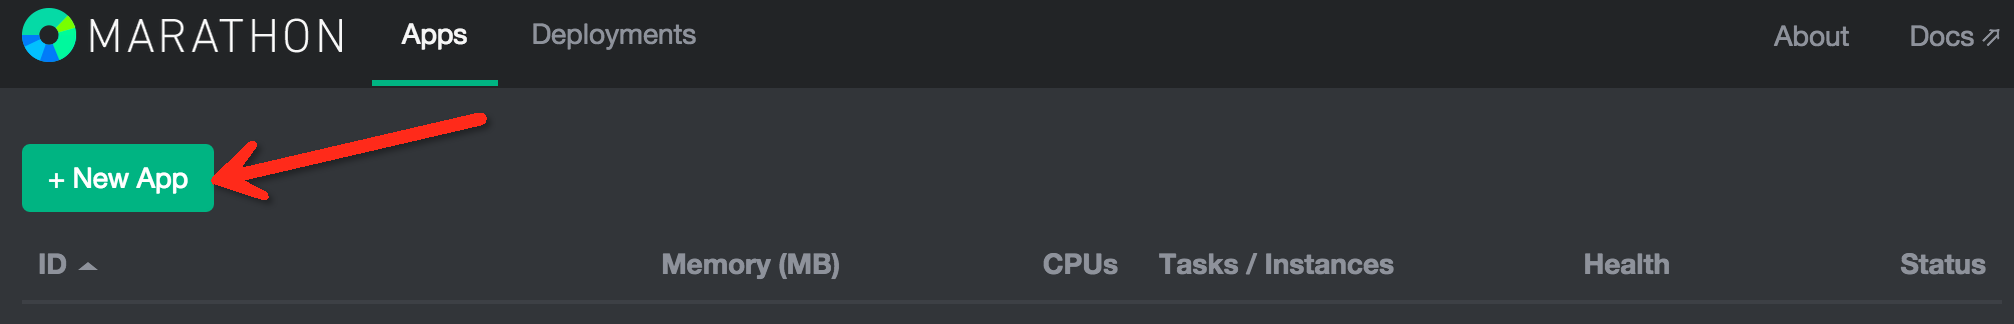 MARATHON Apps Deployments About Docs
+ New App
ID Memory (MB) CPUs Tasks / Instances Health Status